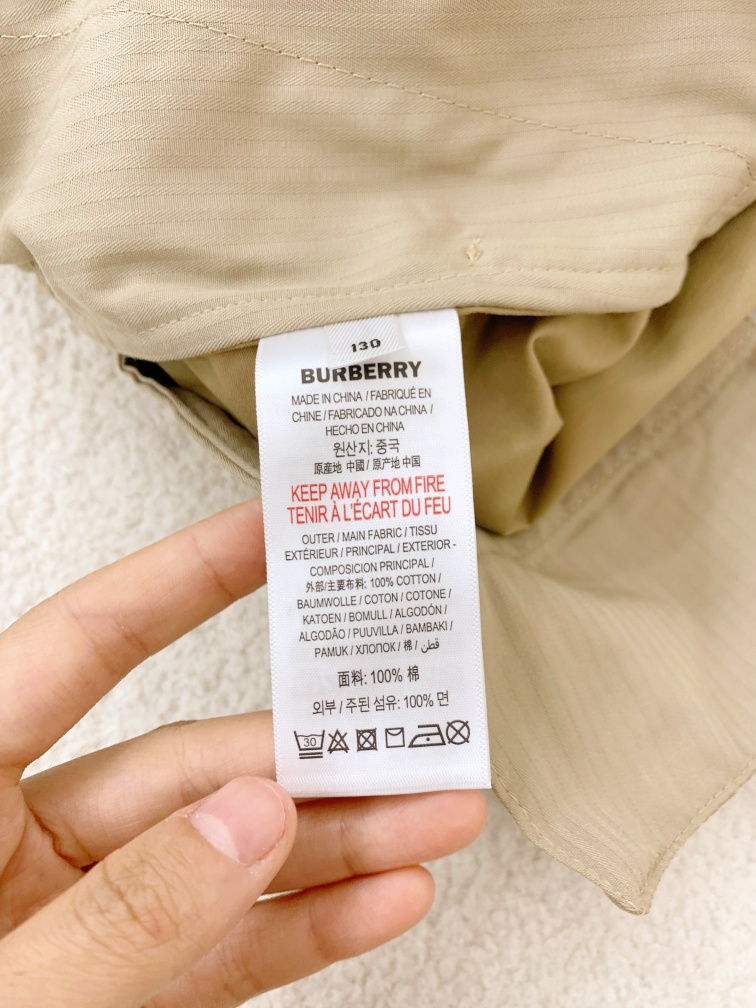 130
BURBERRY
MADE IN CHINA / FABRIQUÉ EN
CHINE / FABRICADO NA CHINA /
HECHO EN CHINA
원산지: 중국
原産地 中國 / 原产地 中国
KEEP AWAY FROM FIRE
TENIR À L'ÉCART DU FEU
OUTER / MAIN FABRIC / TISSU
EXTÉRIEUR / PRINCIPAL / EXTERIOR -
COMPOSICION PRINCIPAL /
外部/主要布料: 100% COTTON /
BAUMWOLLE / COTON / COTONE /
KATOEN / BOMULL / ALGODÓN /
ALGODÃO / PUUVILLA / BAMBAKI /
PAMUK / ХЛОПОК / 棉 / قطن
面料: 100% 棉
외부 / 주된 섬유: 100% 면
30